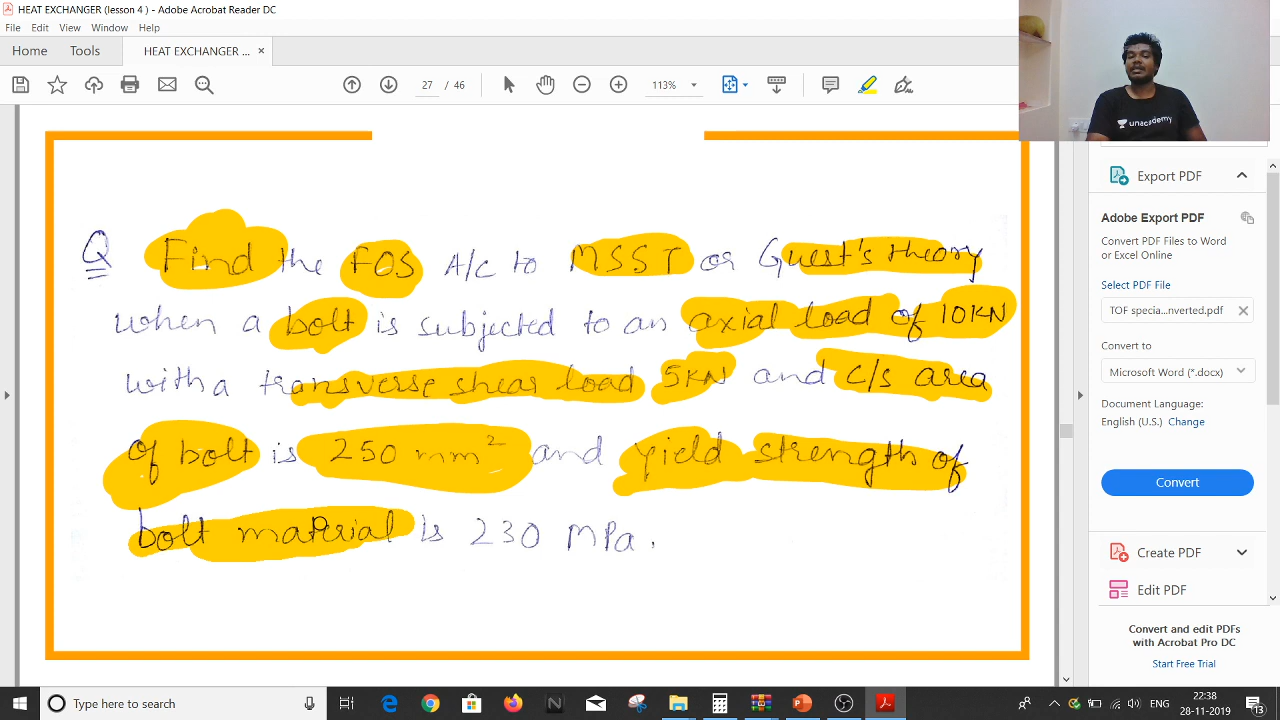 HEAT EXCHANGER (lesson 4 ) - Adobe Acrobat Reader DC
File Edit View Window Help
Home Tools HEAT EXCHANGER ... ×
27 / 46 113%
unacademy
Q Find the FOS A/c to MSST or Guest's theory
when a bolt is subjected to an axial load of 10KN
with a transverse shear load 5KN and c/s area
of bolt is 250 mm² and yield strength of
bolt material is 230 MPa.
Export PDF
Adobe Export PDF
Convert PDF Files to Word
or Excel Online
Select PDF File
TOF specia...nverted.pdf
Convert to
Microsoft Word (*.docx)
Document Language:
English (U.S.) Change
Convert
Create PDF
Edit PDF
Convert and edit PDFs
with Acrobat Pro DC
Start Free Trial
Type here to search
ENG
22:38
28-11-2019
13